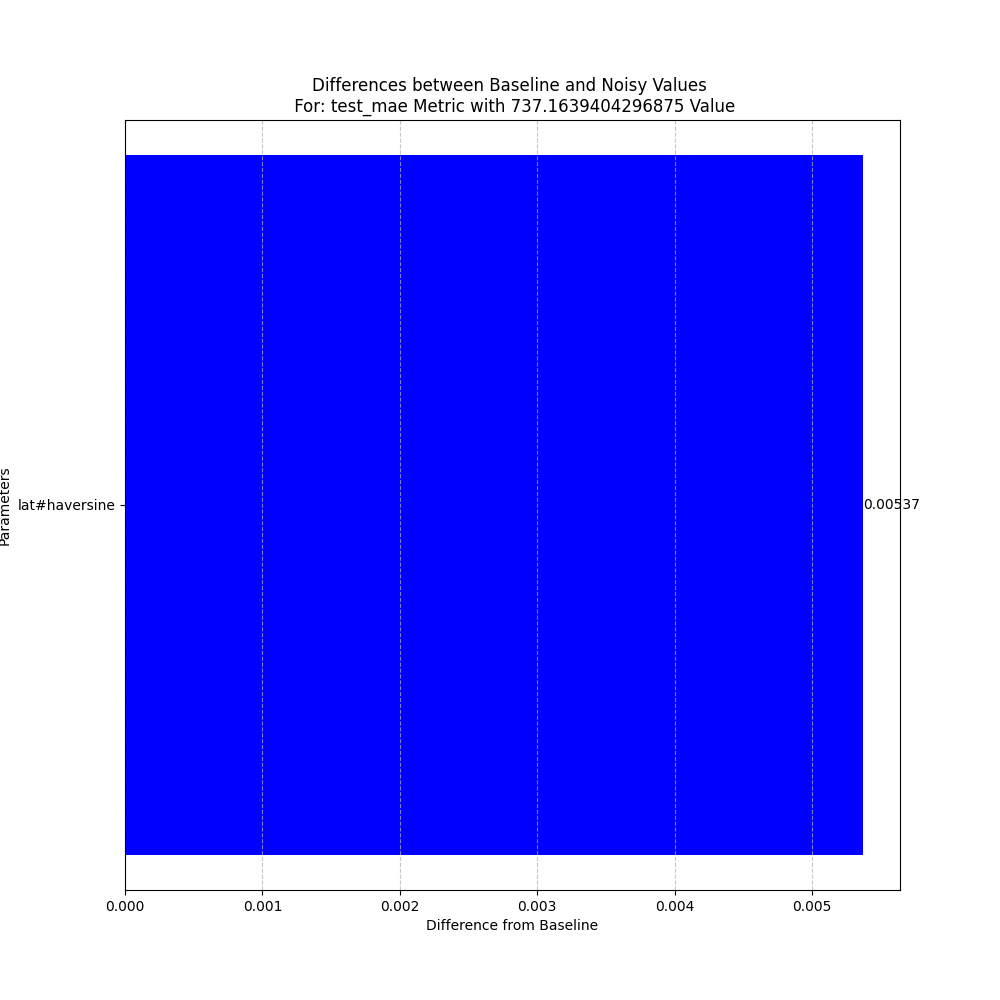 Differences between Baseline and Noisy Values
For: test_mae Metric with 737.1639404296875 Value
Parameters
lat#haversine
0.00537
0.000 0.001 0.002 0.003 0.004 0.005
Difference from Baseline